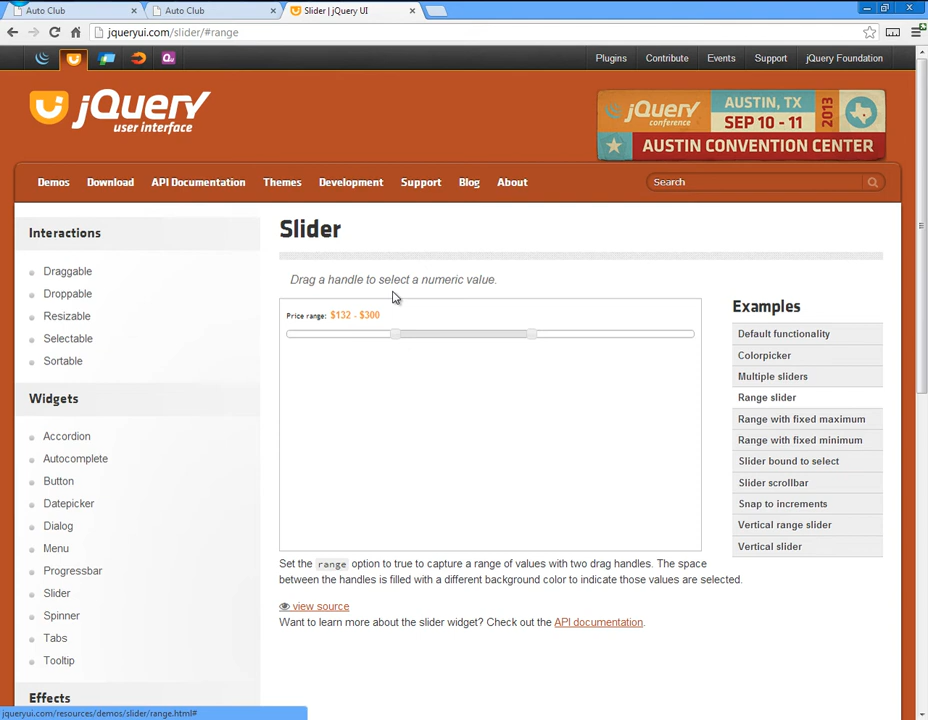 Auto Club
Auto Club
Slider | jQuery UI
jqueryui.com/slider/#range
Plugins
Contribute
Events
Support
jQuery Foundation
jQuery
user interface
jQuery
conference
AUSTIN, TX
SEP 10 - 11
2013
AUSTIN CONVENTION CENTER
Demos
Download
API Documentation
Themes
Development
Support
Blog
About
Search
Interactions
Draggable
Droppable
Resizable
Selectable
Sortable
Widgets
Accordion
Autocomplete
Button
Datepicker
Dialog
Menu
Progressbar
Slider
Spinner
Tabs
Tooltip
Effects
Slider
Drag a handle to select a numeric value.
Price range: $132 - $300
Set the range option to true to capture a range of values with two drag handles. The space
between the handles is filled with a different background color to indicate those values are selected.
view source
Want to learn more about the slider widget? Check out the API documentation.
Examples
Default functionality
Colorpicker
Multiple sliders
Range slider
Range with fixed maximum
Range with fixed minimum
Slider bound to select
Slider scrollbar
Snap to increments
Vertical range slider
Vertical slider
jqueryui.com/resources/demos/slider/range.html#